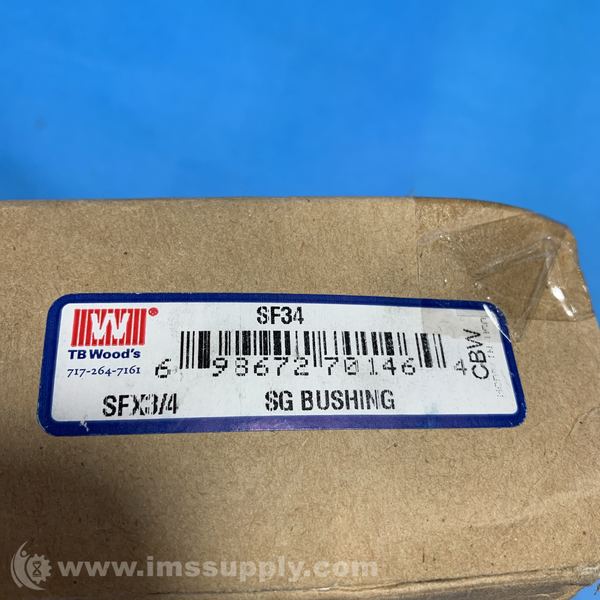 SF34
W
TB Wood's
717-264-7161
6 98672 70146 4
CBW
SFX3/4
SG BUSHING
www.imssupply.com